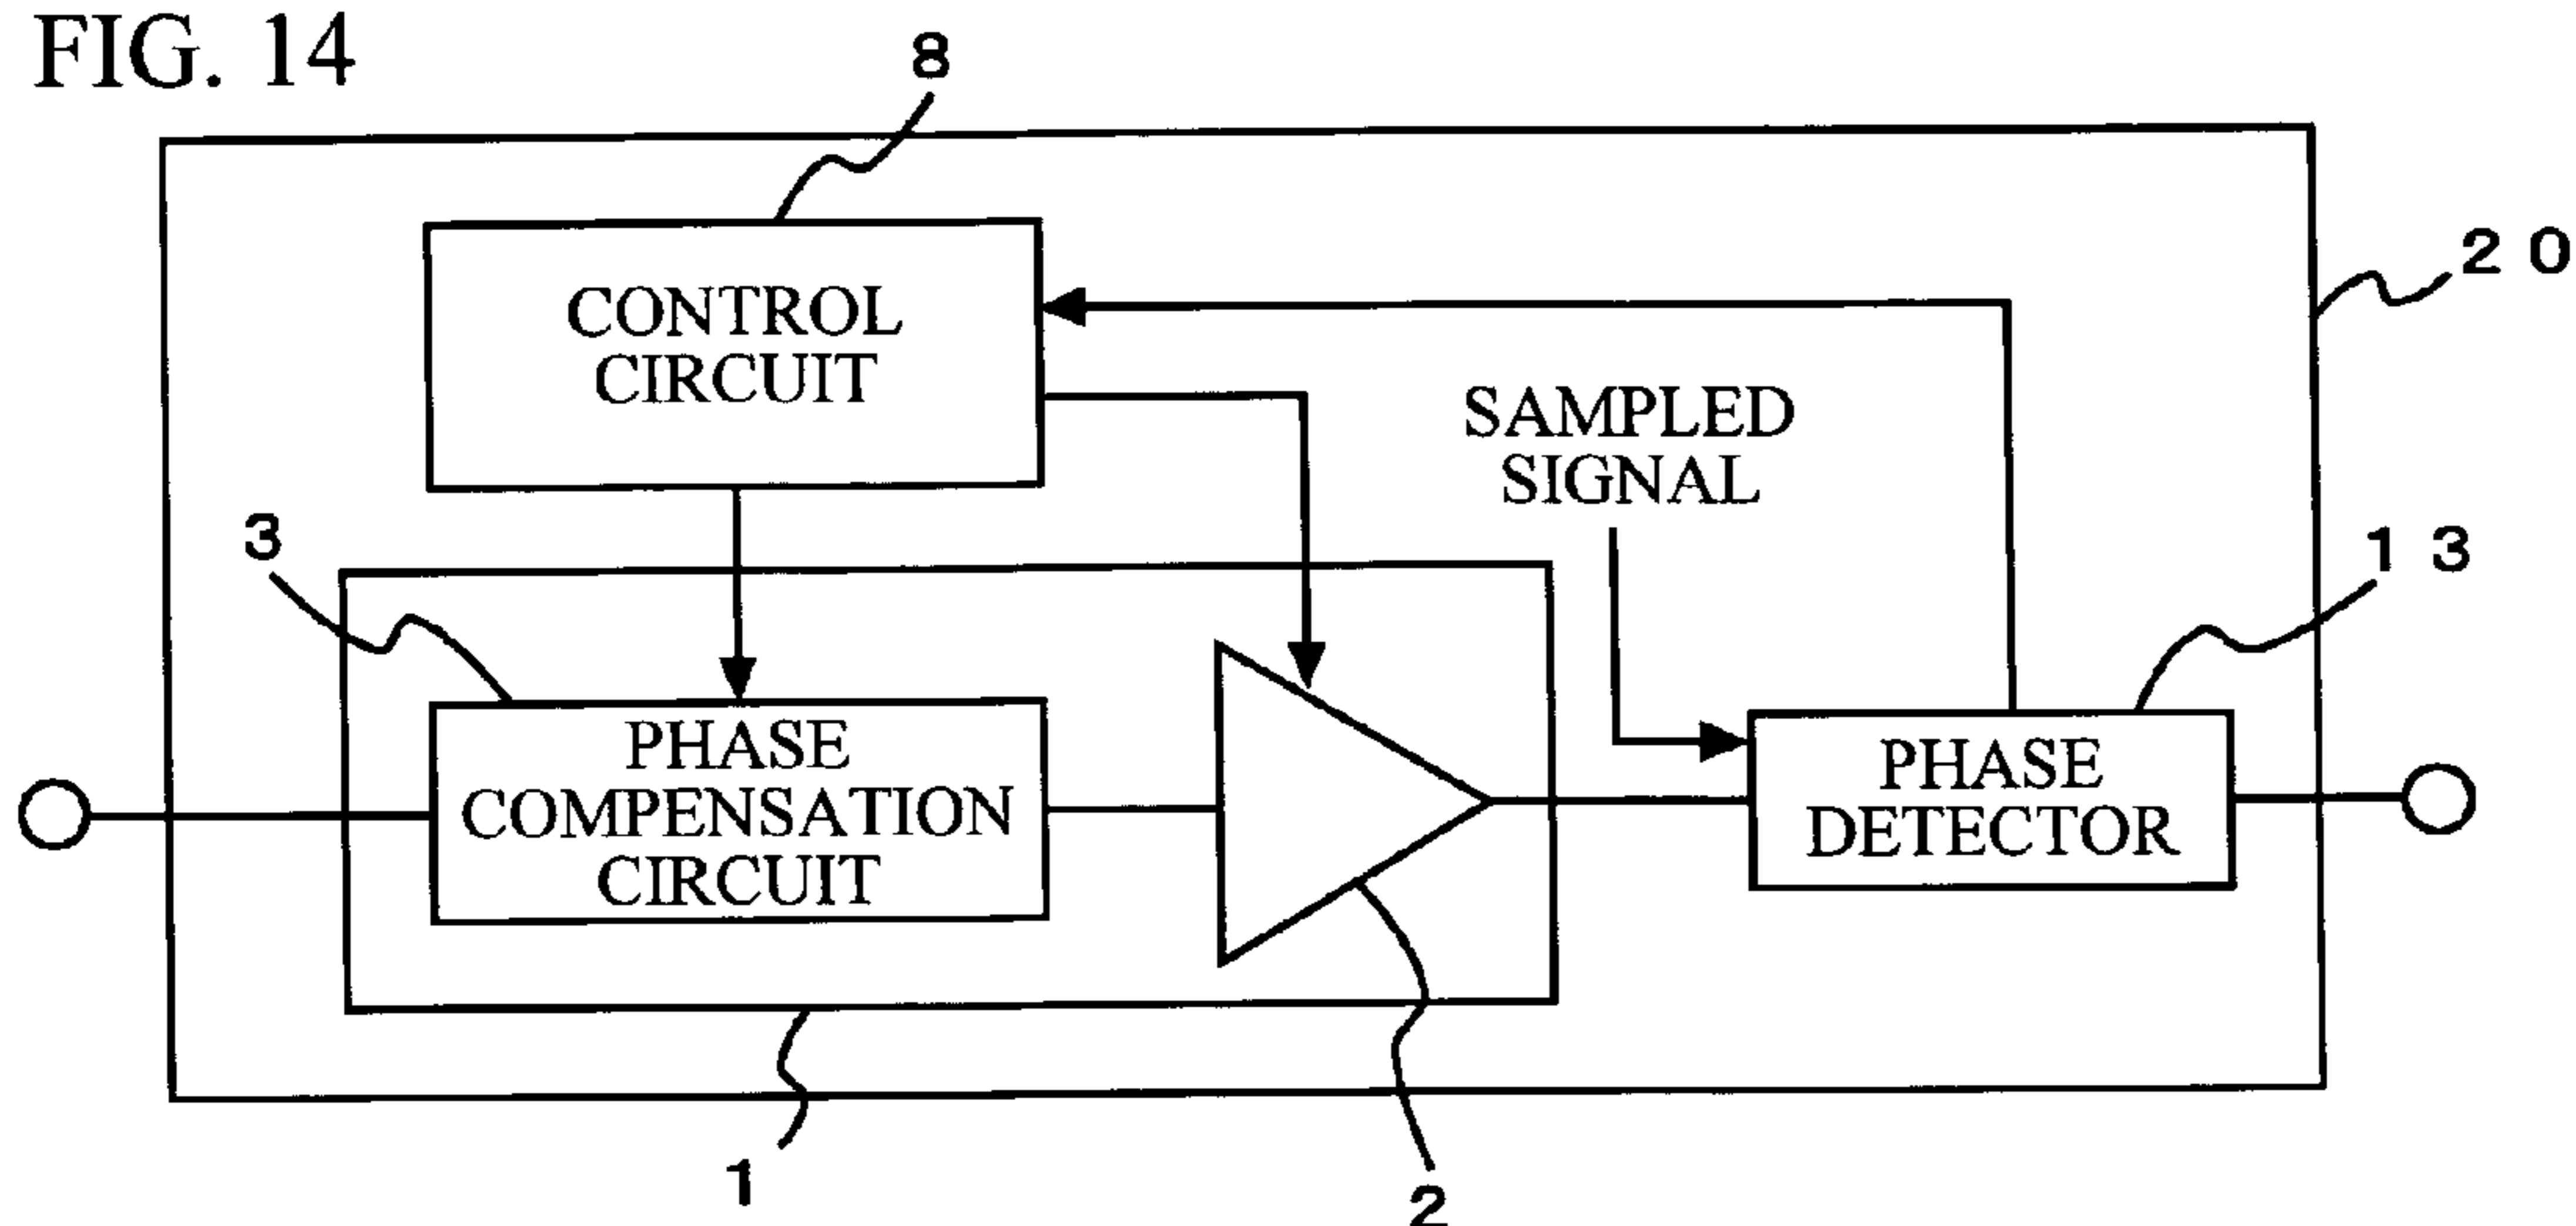 FIG. 14
8
CONTROL
CIRCUIT
20
SAMPLED
SIGNAL
3
13
PHASE
COMPENSATION
CIRCUIT
PHASE
DETECTOR
1
2